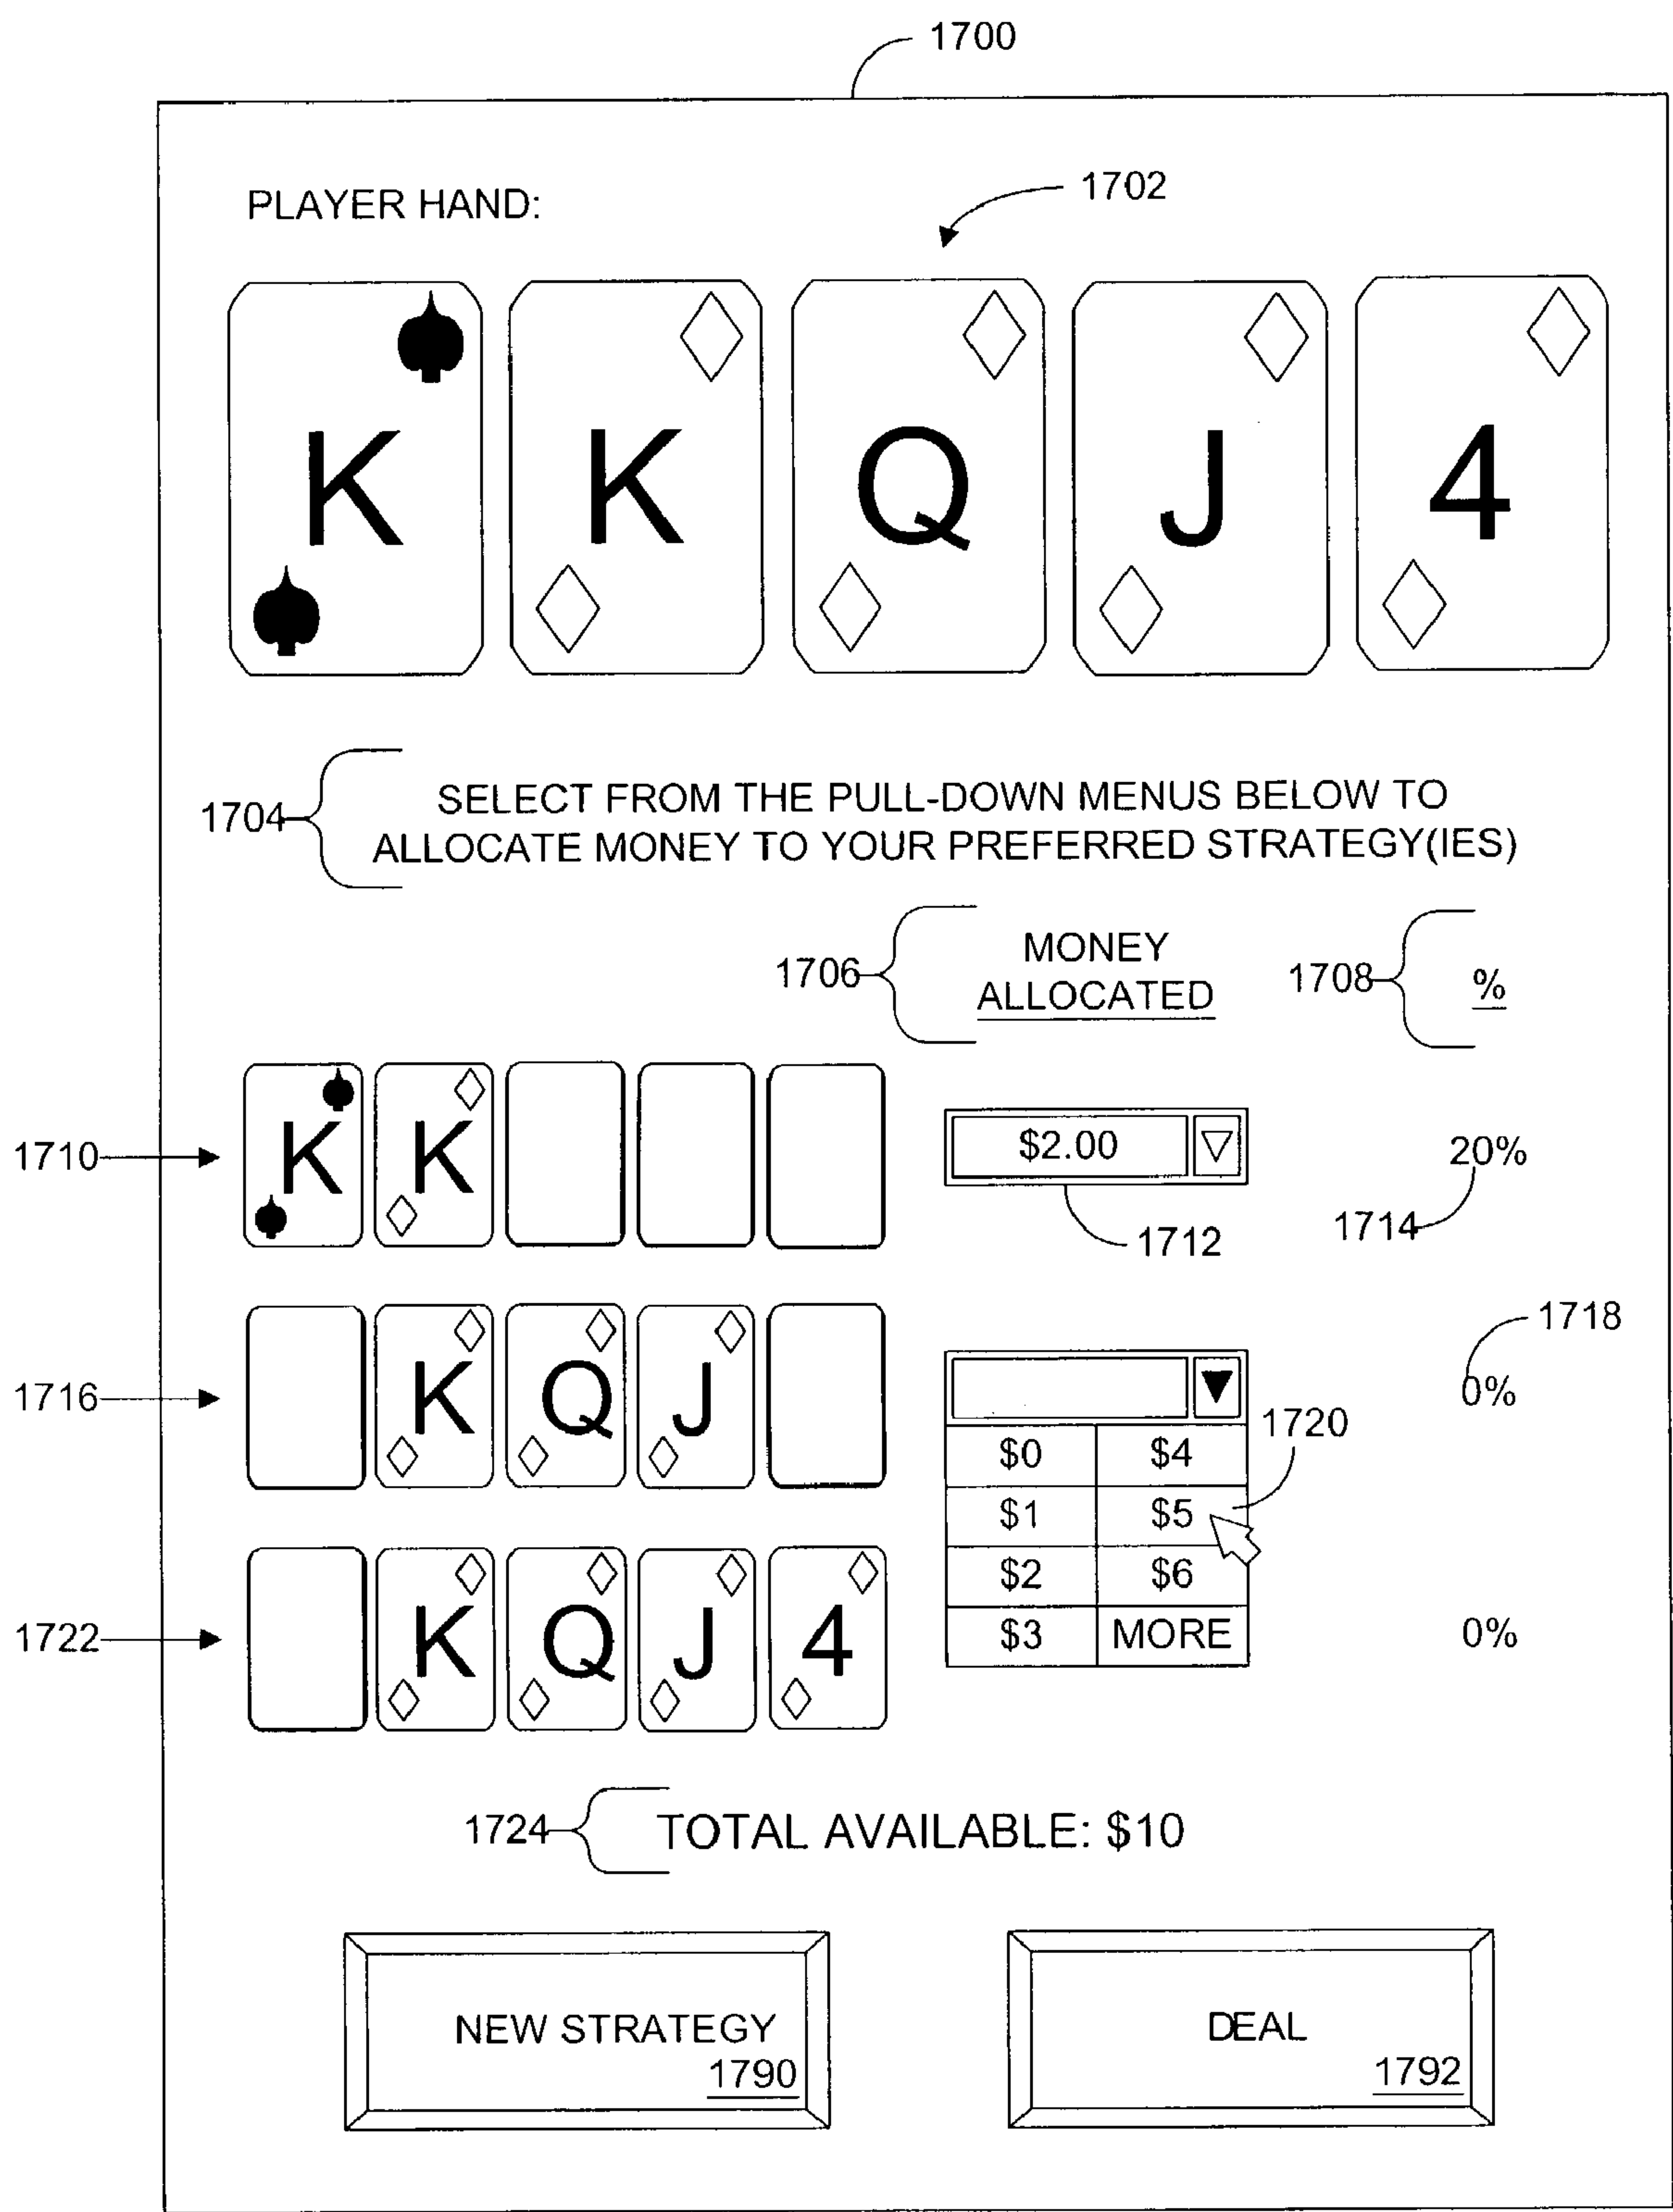 1700
PLAYER HAND:
1702
K K Q J 4
1704
SELECT FROM THE PULL-DOWN MENUS BELOW TO
ALLOCATE MONEY TO YOUR PREFERRED STRATEGY(IES)
1706
MONEY
ALLOCATED
1708
%
1710
K K
$2.00
20%
1712
1714
1716
K Q J
1718
0%
1720
$0 $4
$1 $5
$2 $6
$3 MORE
1722
K Q J 4
0%
1724
TOTAL AVAILABLE: $10
NEW STRATEGY
1790
DEAL
1792